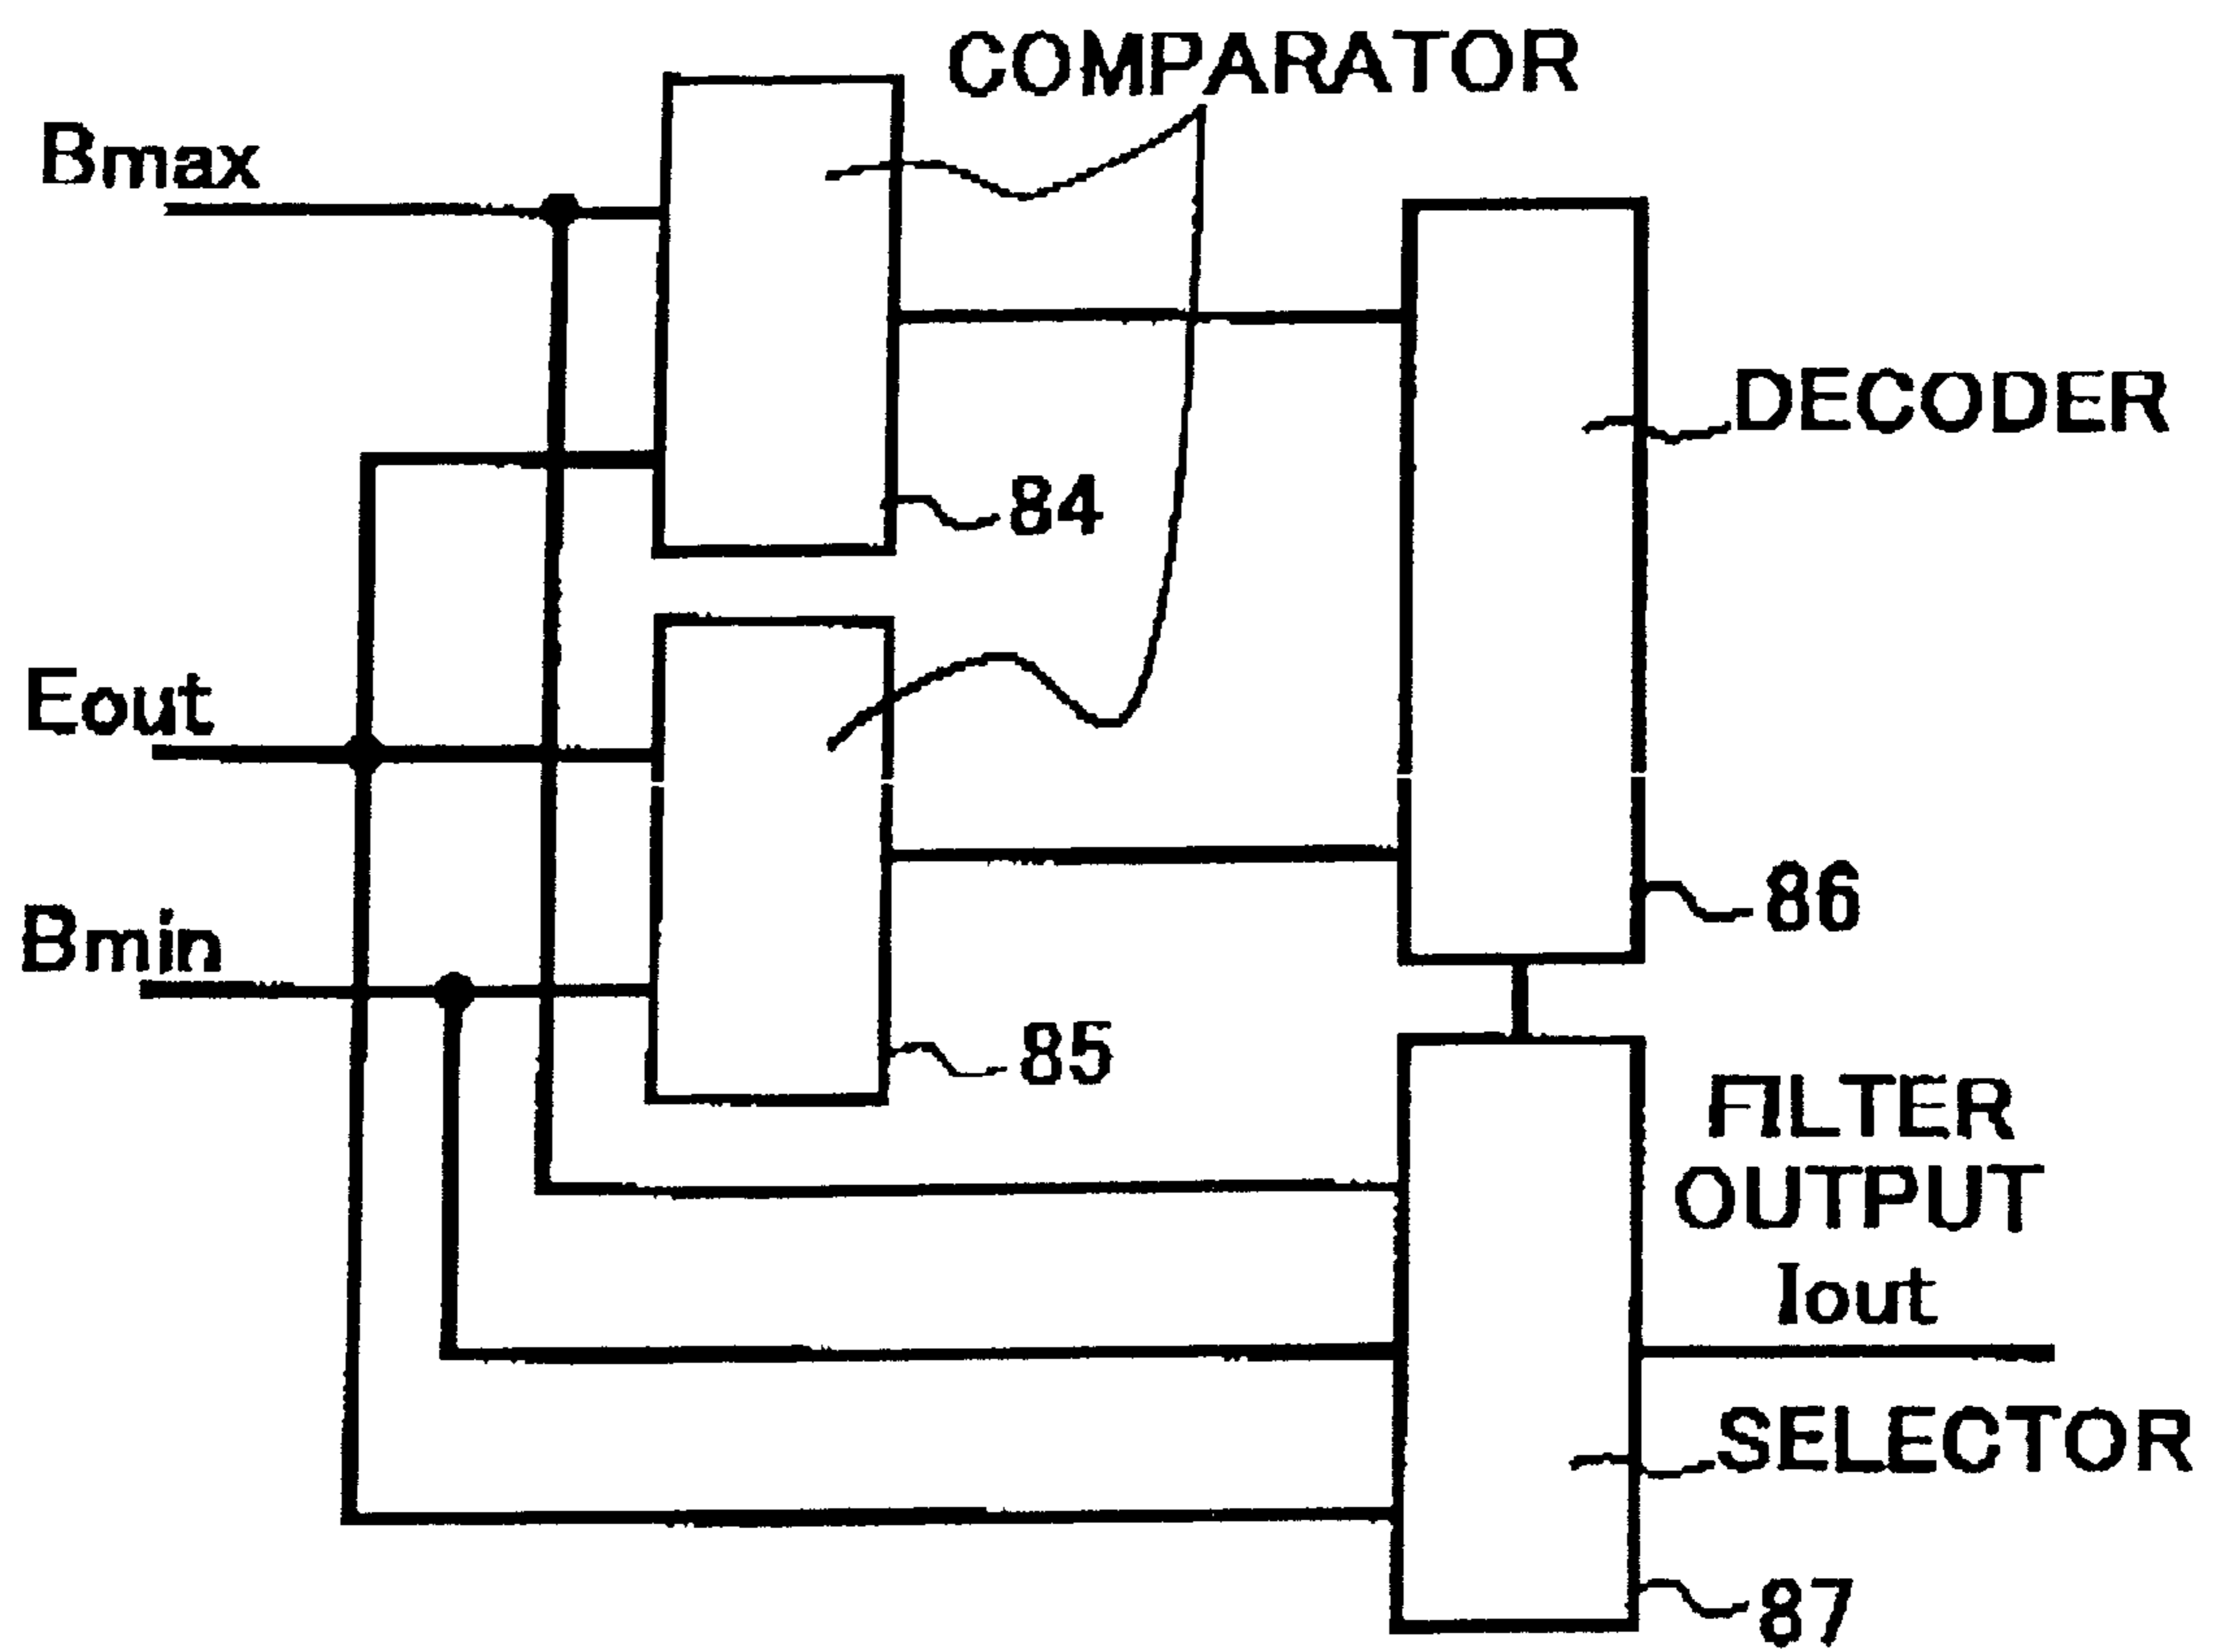 COMPARATOR
Bmax
DECODER
84
Eout
86
Bmin
85
FILTER
OUTPUT
Iout
SELECTOR
87